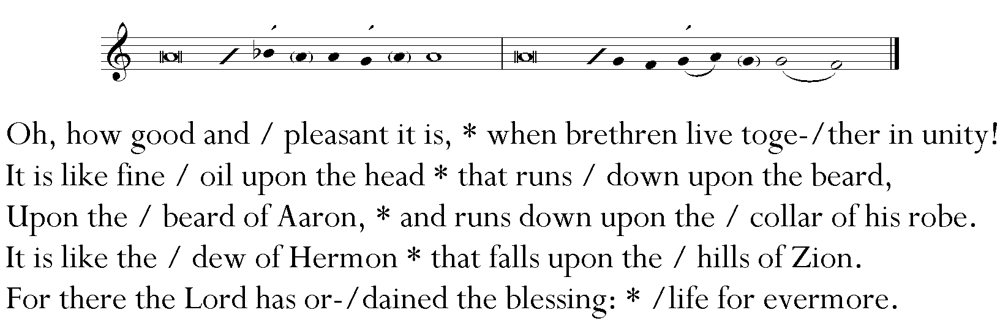 Oh, how good and / pleasant it is, * when brethren live toge-/ther in unity!
It is like fine / oil upon the head * that runs / down upon the beard,
Upon the / beard of Aaron, * and runs down upon the / collar of his robe.
It is like the / dew of Hermon * that falls upon the / hills of Zion.
For there the Lord has or-/dained the blessing: * /life for evermore.